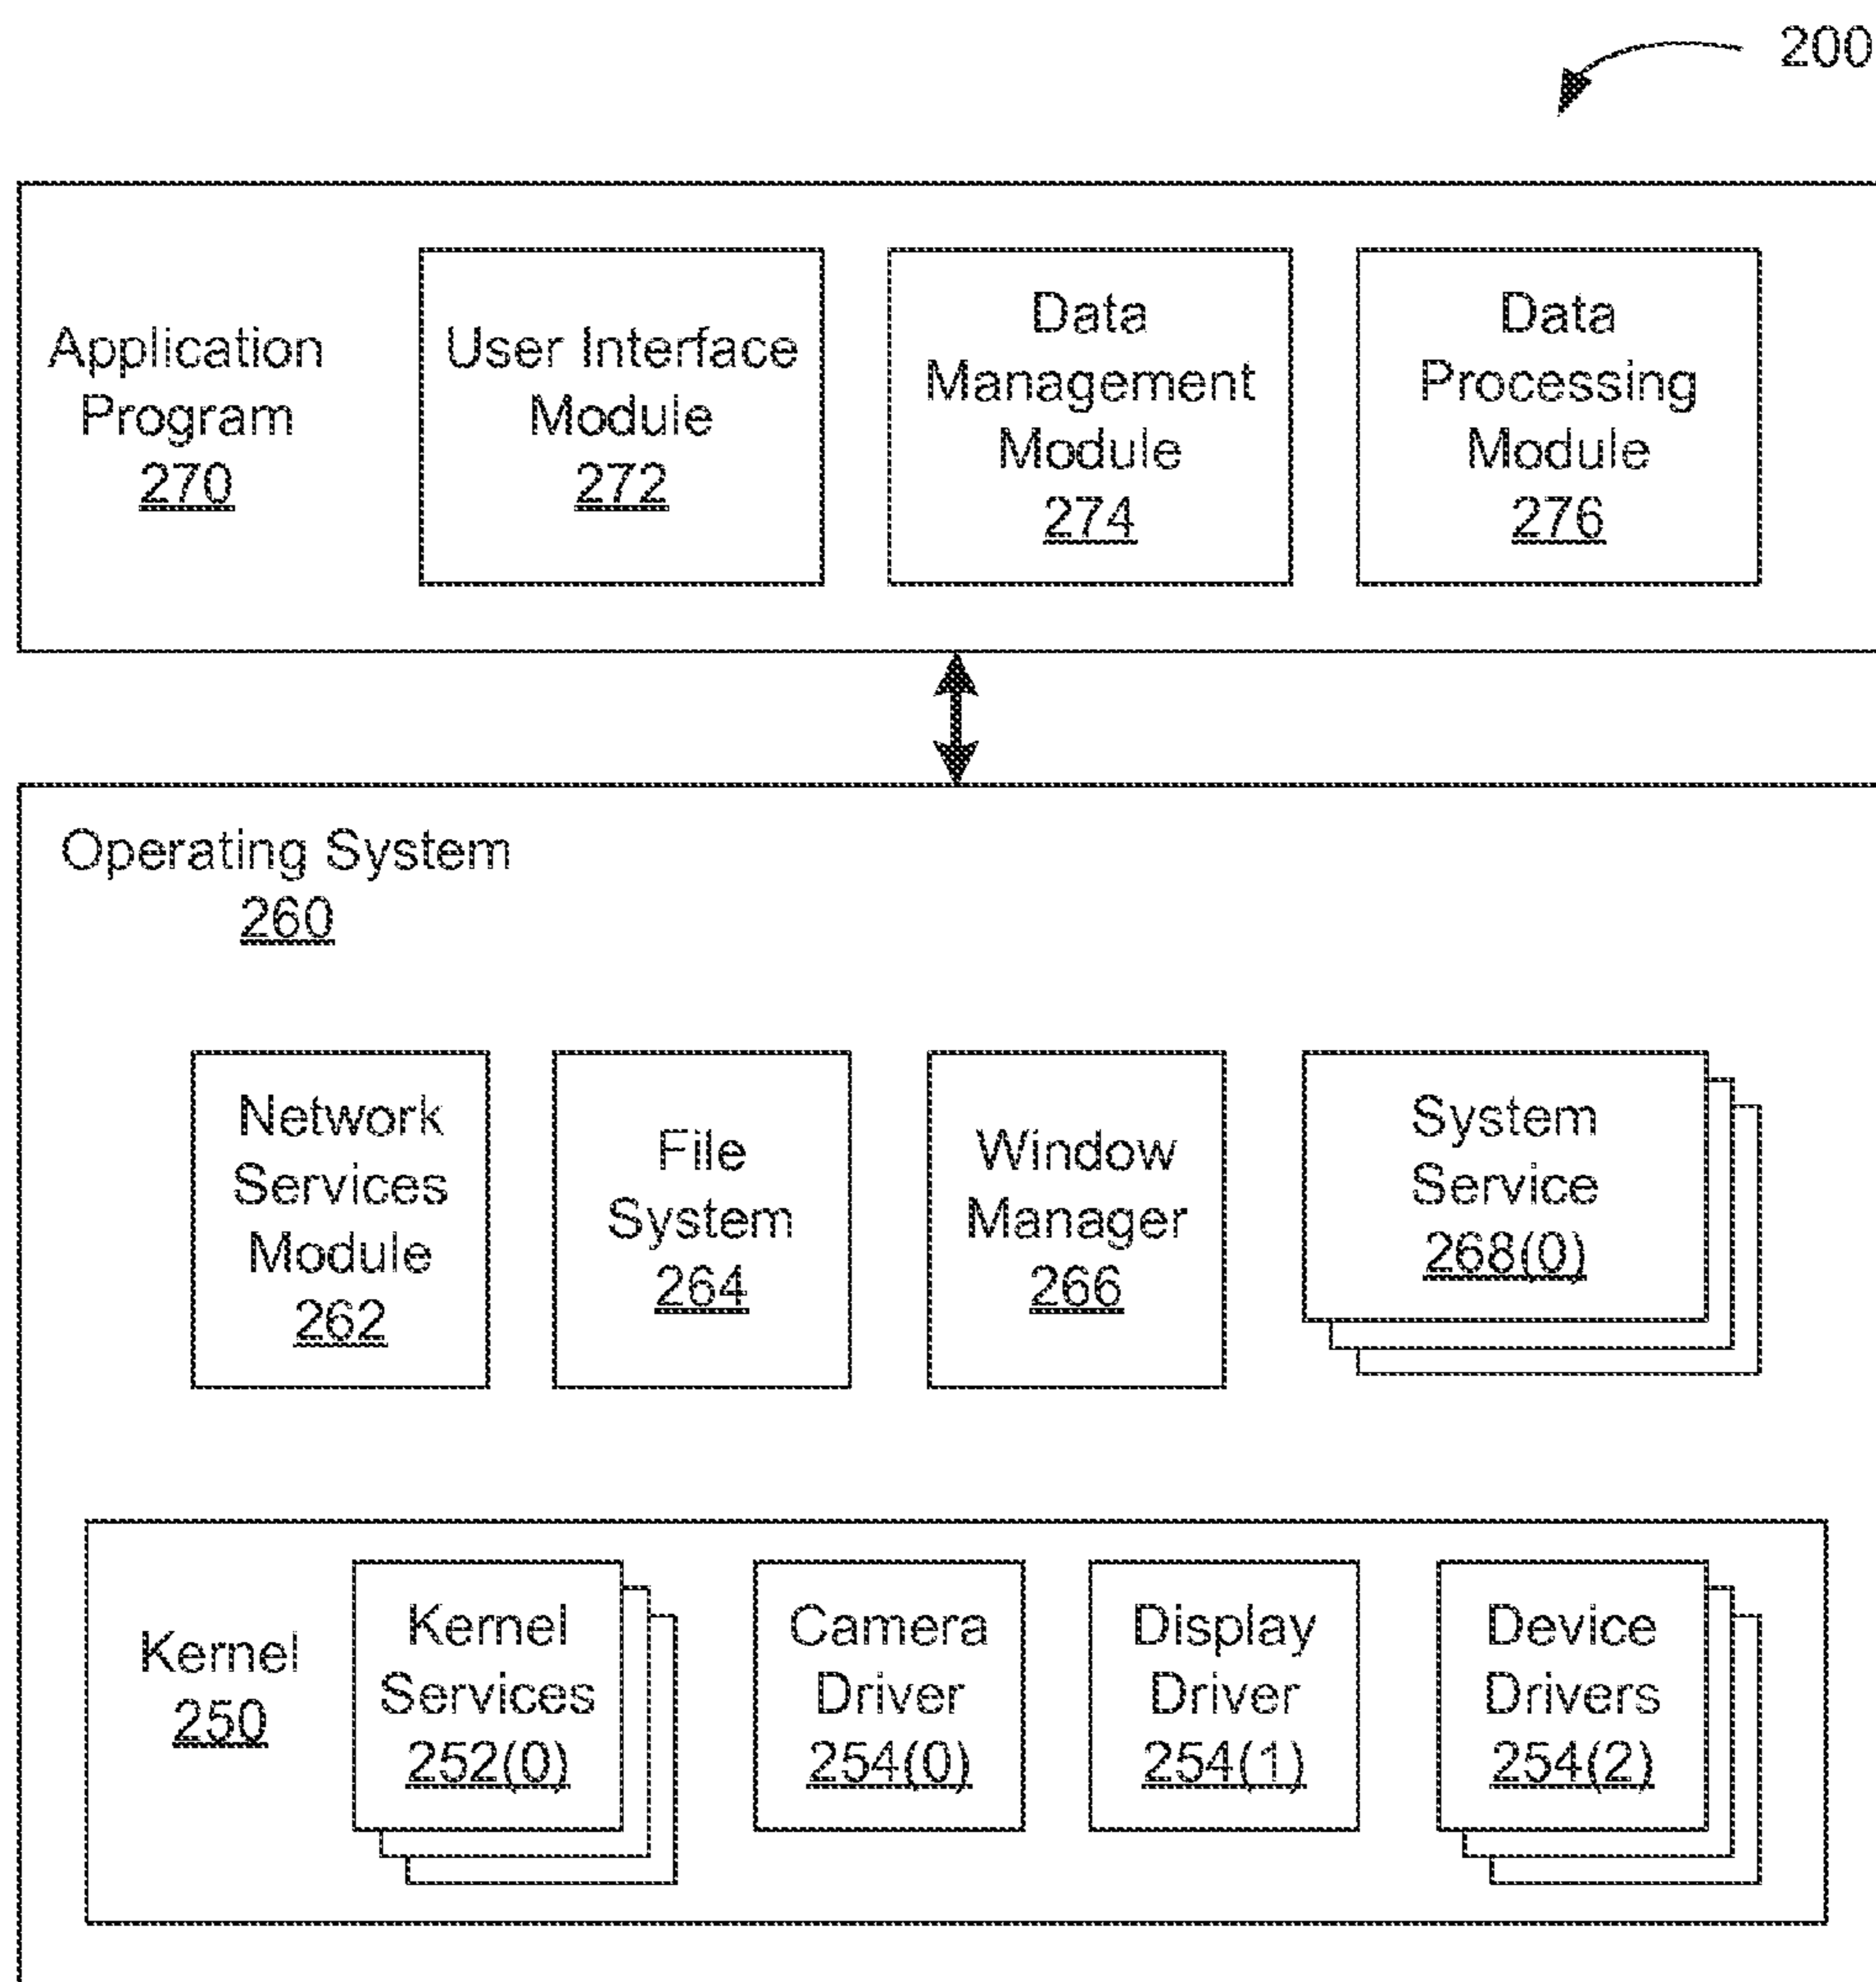 200
Application
Program
270
User Interface
Module
272
Data
Management
Module
274
Data
Processing
Module
276
Operating System
260
Network
Services
Module
262
File
System
264
Window
Manager
266
System
Service
268(0)
Kernel
250
Kernel
Services
252(0)
Camera
Driver
254(0)
Display
Driver
254(1)
Device
Drivers
254(2)